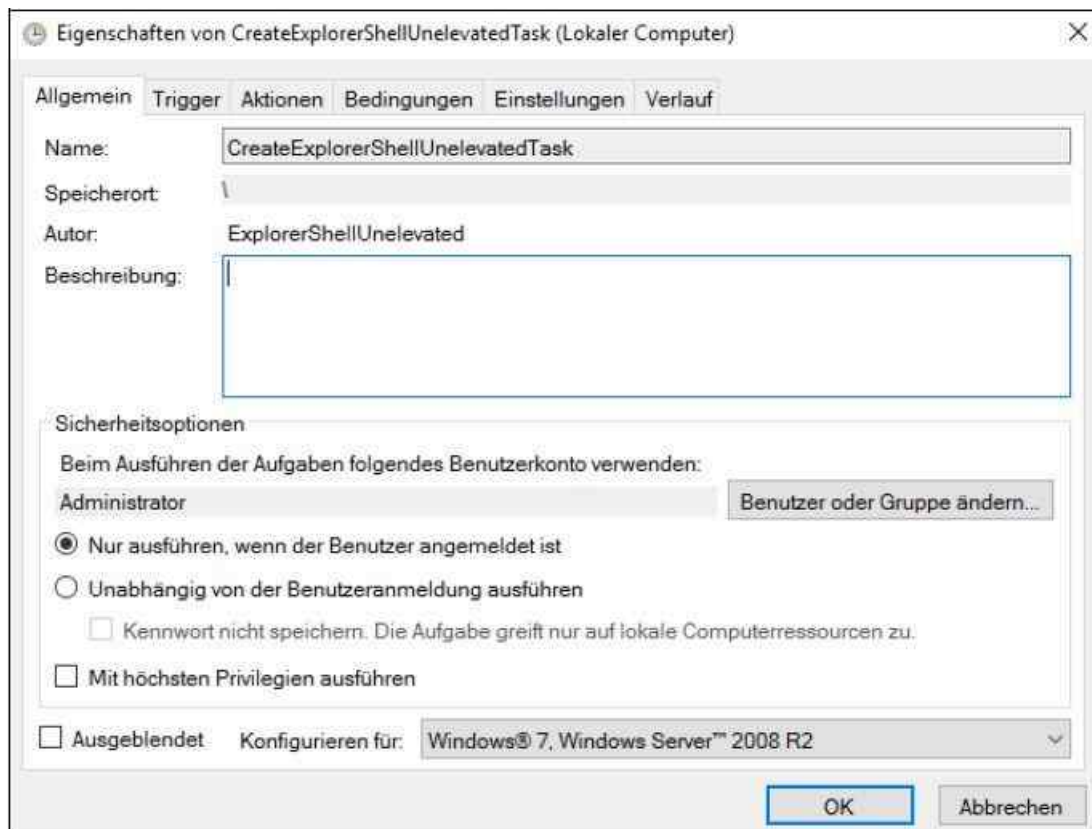 Eigenschaften von CreateExplorerShellUnelevatedTask (Lokaler Computer)
Allgemein Trigger Aktionen Bedingungen Einstellungen Verlauf
Name: CreateExplorerShellUnelevatedTask
Speicherort: \
Autor: ExplorerShellUnelevated
Beschreibung:
Sicherheitsoptionen
Beim Ausführen der Aufgaben folgendes Benutzerkonto verwenden:
Administrator Benutzer oder Gruppe ändern...
Nur ausführen, wenn der Benutzer angemeldet ist
Unabhängig von der Benutzeranmeldung ausführen
Kennwort nicht speichern. Die Aufgabe greift nur auf lokale Computerressourcen zu.
Mit höchsten Privilegien ausführen
Ausgeblendet Konfigurieren für: Windows® 7, Windows Server™ 2008 R2
OK Abbrechen